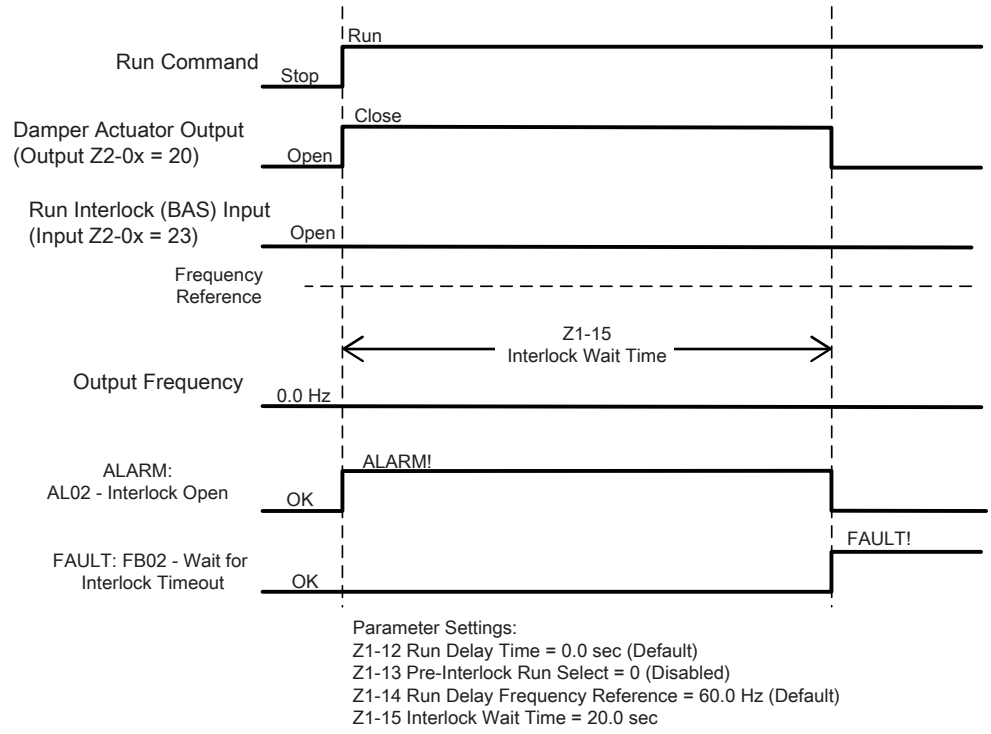 Run
Run Command
Stop
Close
Damper Actuator Output
(Output Z2-0x = 20)
Open
Run Interlock (BAS) Input
(Input Z2-0x = 23)
Open
Frequency
Reference
Z1-15
Interlock Wait Time
Output Frequency
0.0 Hz
ALARM!
ALARM:
AL02 - Interlock Open
OK
FAULT!
FAULT: FB02 - Wait for
Interlock Timeout
OK
Parameter Settings:
Z1-12 Run Delay Time = 0.0 sec (Default)
Z1-13 Pre-Interlock Run Select = 0 (Disabled)
Z1-14 Run Delay Frequency Reference = 60.0 Hz (Default)
Z1-15 Interlock Wait Time = 20.0 sec